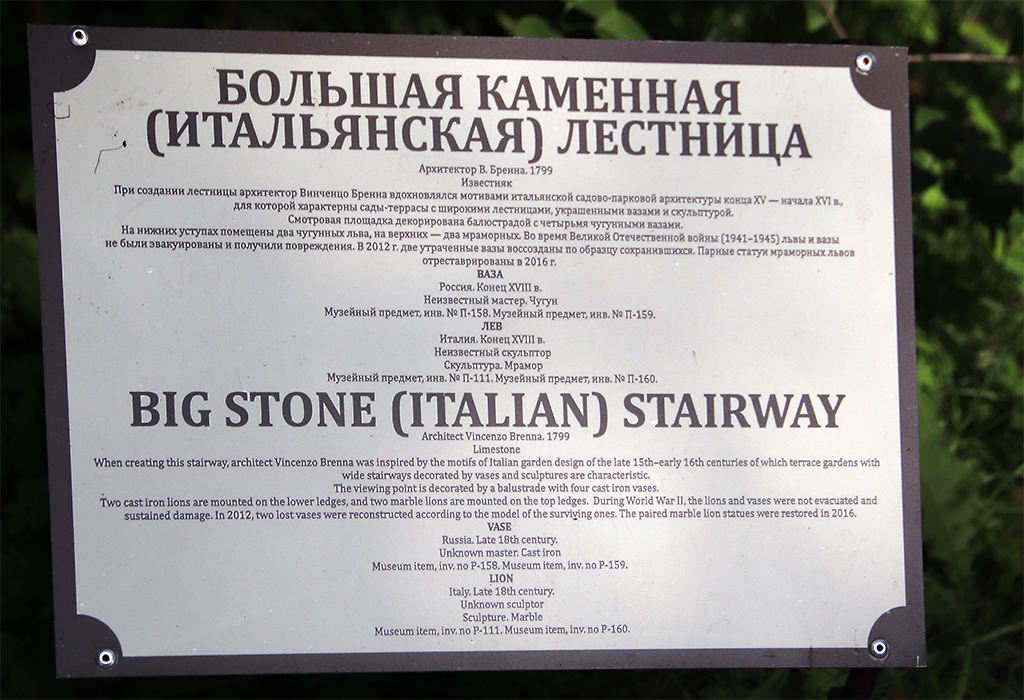 БОЛЬШАЯ КАМЕННАЯ
(ИТАЛЬЯНСКАЯ) ЛЕСТНИЦА
Архитектор В. Бренна. 1799
Известняк
При создании лестницы архитектор Винченцо Бренна вдохновлялся мотивами итальянской садово-парковой архитектуры конца XV — начала XVI в.,
для которой характерны сады-террасы с широкими лестницами, украшенными вазами и скульптурой.
Смотровая площадка декорирована балюстрадой с четырьмя чугунными вазами.
На нижних уступах помещены два чугунных льва, на верхних — два мраморных. Во время Великой Отечественной войны (1941–1945) львы и вазы
не были эвакуированы и получили повреждения. В 2012 г. две утраченные вазы воссозданы по образцу сохранившихся. Парные статуи мраморных львов
отреставрированы в 2016 г.
ВАЗА
Россия. Конец XVIII в.
Неизвестный мастер. Чугун
Музейный предмет, инв. № П-158. Музейный предмет, инв. № П-159.
ЛЕВ
Италия. Конец XVIII в.
Неизвестный скульптор
Скульптура. Мрамор
Музейный предмет, инв. № П-111. Музейный предмет, инв. № П-160.
BIG STONE (ITALIAN) STAIRWAY
Architect Vincenzo Brenna. 1799
Limestone
When creating this stairway, architect Vincenzo Brenna was inspired by the motifs of Italian garden design of the late 15th–early 16th centuries of which terrace gardens with
wide stairways decorated by vases and sculptures are characteristic.
The viewing point is decorated by a balustrade with four cast iron vases.
Two cast iron lions are mounted on the lower ledges, and two marble lions are mounted on the top ledges. During World War II, the lions and vases were not evacuated and
sustained damage. In 2012, two lost vases were reconstructed according to the model of the surviving ones. The paired marble lion statues were restored in 2016.
VASE
Russia. Late 18th century.
Unknown master. Cast iron
Museum item, inv. no P-158. Museum item, inv. no P-159.
LION
Italy. Late 18th century.
Unknown sculptor
Sculpture. Marble
Museum item, inv. no P-111. Museum item, inv. no P-160.